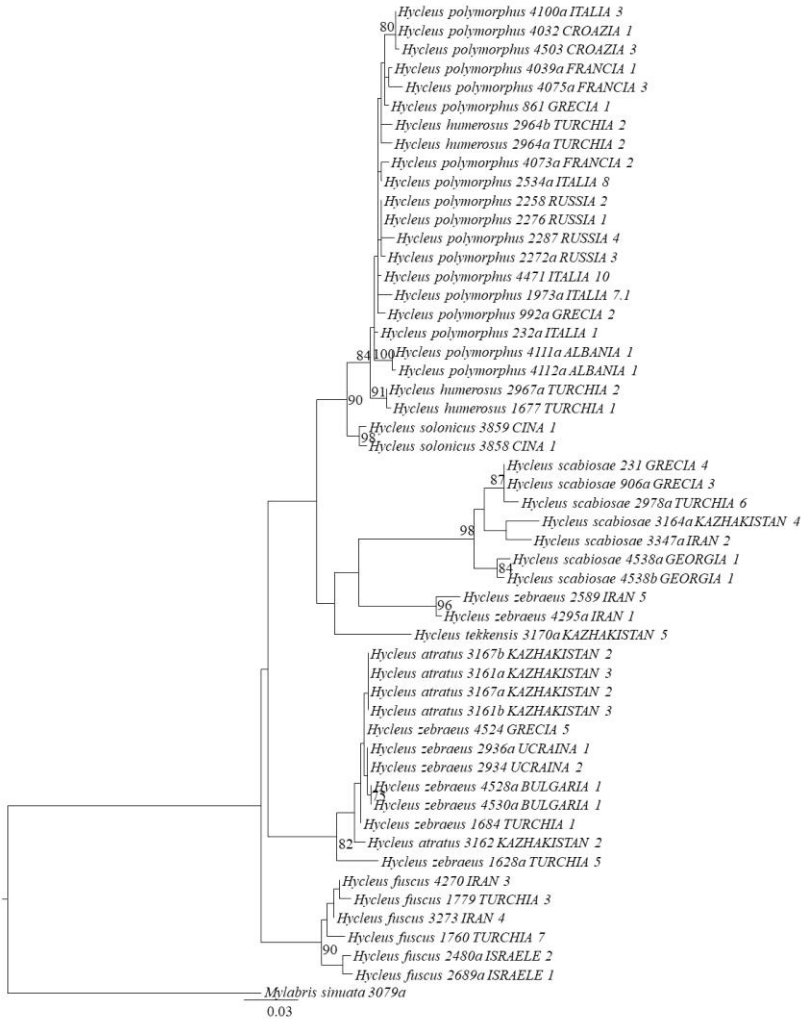 Hycleus polymorphus 4100a ITALIA 3
80
Hycleus polymorphus 4032 CROAZIA 1
Hycleus polymorphus 4503 CROAZIA 3
Hycleus polymorphus 4039a FRANCIA 1
Hycleus polymorphus 4075a FRANCIA 3
Hycleus polymorphus 861 GRECIA 1
Hycleus humerosus 2964b TURCHIA 2
Hycleus humerosus 2964a TURCHIA 2
Hycleus polymorphus 4073a FRANCIA 2
Hycleus polymorphus 2534a ITALIA 8
Hycleus polymorphus 2258 RUSSIA 2
Hycleus polymorphus 2276 RUSSIA 1
Hycleus polymorphus 2287 RUSSIA 4
Hycleus polymorphus 2272a RUSSIA 3
Hycleus polymorphus 4471 ITALIA 10
Hycleus polymorphus 1973a ITALIA 7.1
Hycleus polymorphus 992a GRECIA 2
Hycleus polymorphus 232a ITALIA 1
84 100 Hycleus polymorphus 4111a ALBANIA 1
Hycleus polymorphus 4112a ALBANIA 1
91 Hycleus humerosus 2967a TURCHIA 2
90 Hycleus humerosus 1677 TURCHIA 1
Hycleus solonicus 3859 CINA 1
98
Hycleus solonicus 3858 CINA 1
Hycleus scabiosae 231 GRECIA 4
87
Hycleus scabiosae 906a GRECIA 3
Hycleus scabiosae 2978a TURCHIA 6
Hycleus scabiosae 3164a KAZHAKISTAN 4
98
Hycleus scabiosae 3347a IRAN 2
Hycleus scabiosae 4538a GEORGIA 1
84
Hycleus scabiosae 4538b GEORGIA 1
Hycleus zebraeus 2589 IRAN 5
96
Hycleus zebraeus 4295a IRAN 1
Hycleus tekkensis 3170a KAZHAKISTAN 5
Hycleus atratus 3167b KAZHAKISTAN 2
Hycleus atratus 3161a KAZHAKISTAN 3
Hycleus atratus 3167a KAZHAKISTAN 2
Hycleus atratus 3161b KAZHAKISTAN 3
Hycleus zebraeus 4524 GRECIA 5
Hycleus zebraeus 2936a UCRAINA 1
Hycleus zebraeus 2934 UCRAINA 2
Hycleus zebraeus 4528a BULGARIA 1
75
Hycleus zebraeus 4530a BULGARIA 1
Hycleus zebraeus 1684 TURCHIA 1
82 Hycleus atratus 3162 KAZHAKISTAN 2
Hycleus zebraeus 1628a TURCHIA 5
Hycleus fuscus 4270 IRAN 3
Hycleus fuscus 1779 TURCHIA 3
Hycleus fuscus 3273 IRAN 4
Hycleus fuscus 1760 TURCHIA 7
90
Hycleus fuscus 2480a ISRAELE 2
Hycleus fuscus 2689a ISRAELE 1
Mylabris sinuata 3079a
0.03